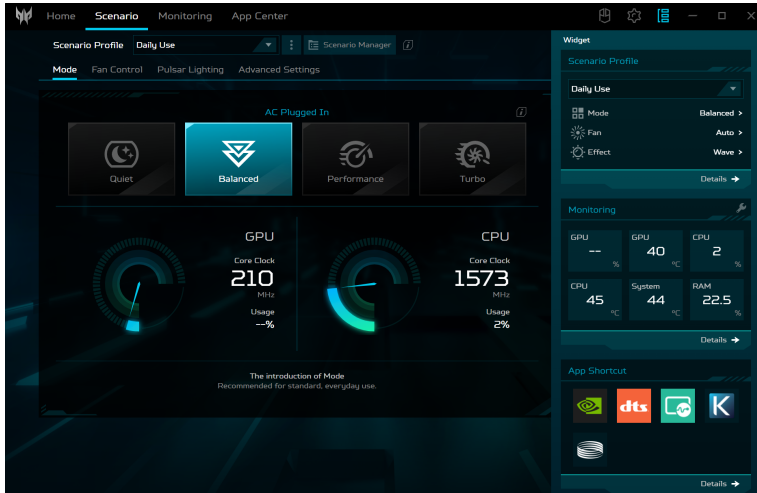 Home Scenario Monitoring App Center
Scenario Profile Daily Use Scenario Manager
Mode Fan Control Pulsar Lighting Advanced Settings
AC Plugged In
Quiet Balanced Performance Turbo
GPU
Core Clock
210
MHz
Usage
--%
CPU
Core Clock
1573
MHz
Usage
2%
The introduction of Mode
Recommended for standard, everyday use.
Widget
Scenario Profile
Daily Use
Mode Balanced >
Fan Auto >
Effect Wave >
Details →
Monitoring
GPU GPU CPU
-- 40 2
% °C %
CPU System RAM
45 44 22.5
°C °C %
Details →
App Shortcut
dts K
Details →